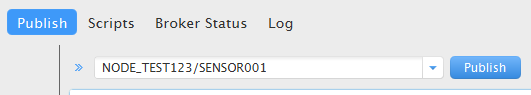 Publish Scripts Broker Status Log
» NODE_TEST123/SENSOR001 Publish